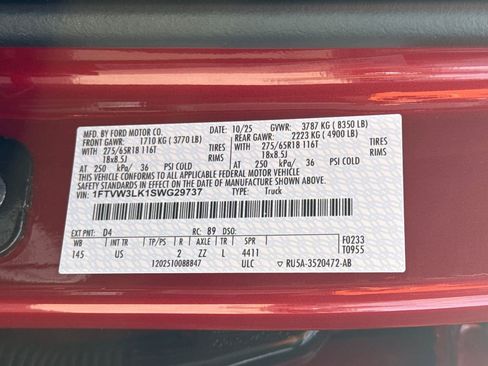 MFD. BY FORD MOTOR CO. 10/25 GVWR: 3787 KG ( 8350 LB)
FRONT GAWR: 1710 KG ( 3770 LB) REAR GAWR: 2223 KG ( 4900 LB)
WITH 275/65R18 116T TIRES WITH 275/65R18 116T TIRES
18x8.5J RIMS 18x8.5J RIMS
AT 250 kPa/ 36 PSI COLD AT 250 kPa/ 36 PSI COLD
THIS VEHICLE CONFORMS TO ALL APPLICABLE FEDERAL MOTOR VEHICLE
SAFETY STANDARDS IN EFFECT ON THE DATE OF MANUFACTURE SHOWN ABOVE.
VIN: 1FTVW3LK1SWG29737 TYPE: Truck
EXT PNT: D4 RC: 89 DSO: F0233
WB INT TR TP/PS R AXLE TR SPR T0955
145 US 2 ZZ L 4411
120251008BB47 ULC RU5A-3520472-AB